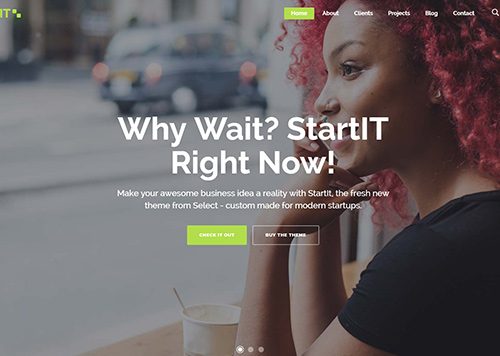 IT
Home About Clients Projects Blog Contact
Why Wait? StartIT
Right Now!
Make your awesome business idea a reality with StartIt, the fresh new
theme from Select - custom made for modern startups.
CHECK IT OUT BUY THE THEME